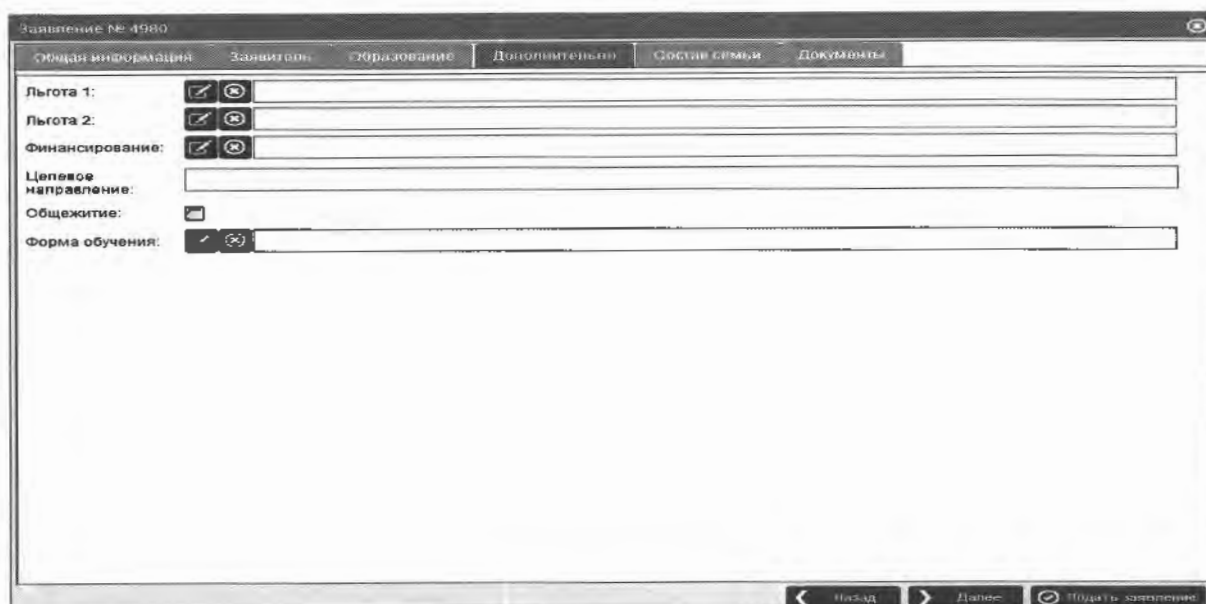 Заявление № 4980
Общая информация Заявитель Образование Дополнительно Состав семьи Документы
Льгота 1:
Льгота 2:
Финансирование:
Целевое
направление:
Общежитие:
Форма обучения:
Назад Далее Подать заявление